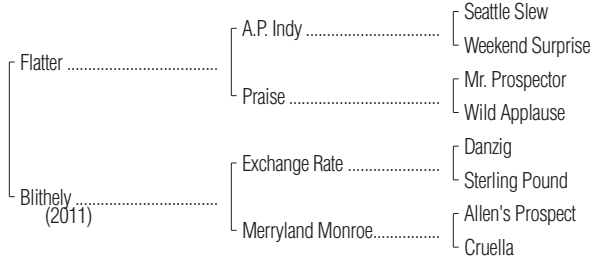 Seattle Slew
A.P. Indy ..............................
Weekend Surprise
Flatter ..................................
Mr. Prospector
Praise ..................................
Wild Applause
Danzig
Exchange Rate ....................
Sterling Pound
Blithely ................................
(2011)
Allen's Prospect
Merryland Monroe...............
Cruella